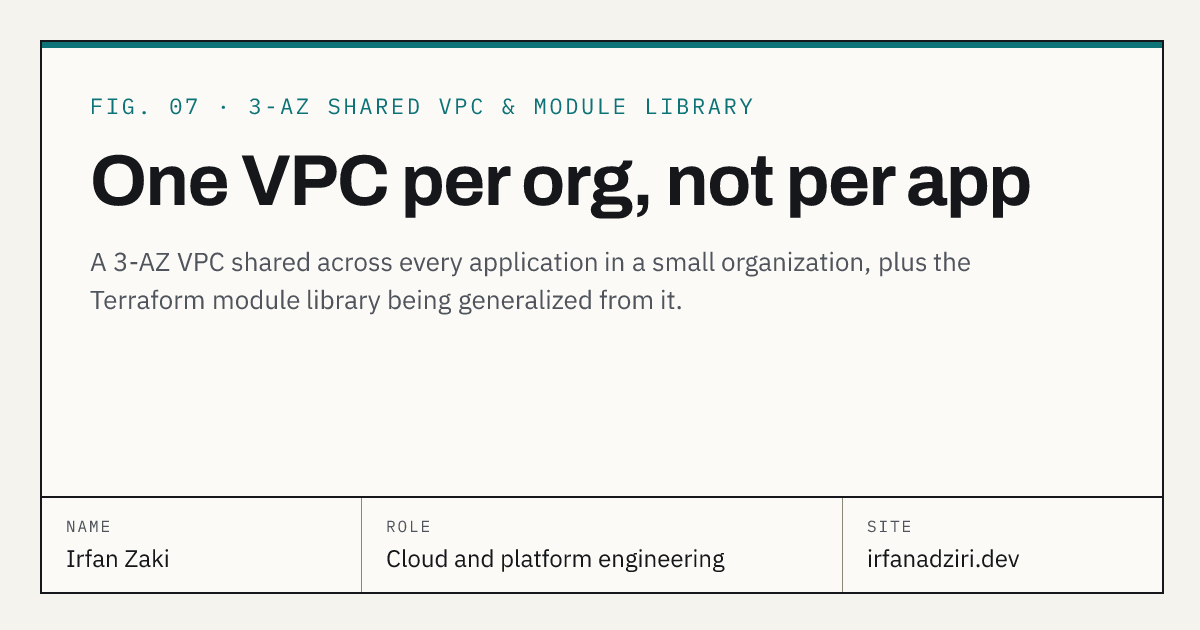 FIG. 07 · 3-AZ SHARED VPC & MODULE LIBRARY
One VPC per org, not per app
A 3-AZ VPC shared across every application in a small organization, plus the
Terraform module library being generalized from it.
NAME
Irfan Zaki
ROLE
Cloud and platform engineering
SITE
irfanadziri.dev